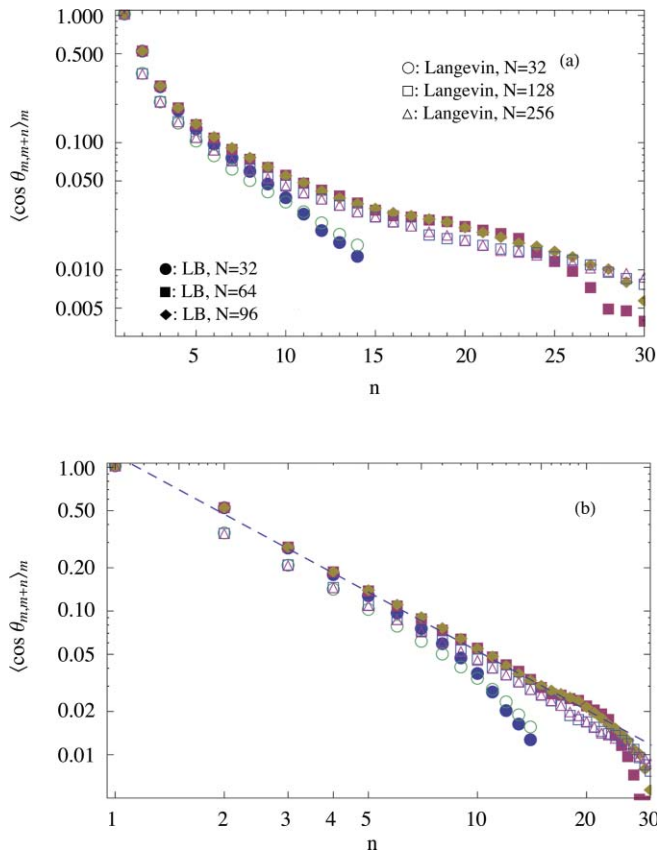 1.000
0.500
0.100
0.050
0.010
0.005
⟨cos θm,m+n⟩m
(a)
○: Langevin, N=32
□: Langevin, N=128
△: Langevin, N=256
●: LB, N=32
■: LB, N=64
◆: LB, N=96
5 10 15 20 25 30
n
1.00
0.50
0.20
0.10
0.05
0.02
0.01
⟨cos θm,m+n⟩m
(b)
1 2 3 4 5 10 20 30
n